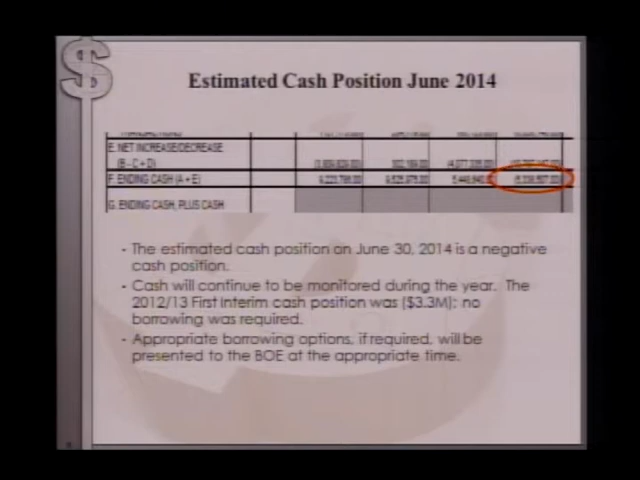 Estimated Cash Position June 2014
E. NET INCREASE/DECREASE
(B - C + D)
F. ENDING CASH (A + E)
G. ENDING CASH, PLUS CASH
- The estimated cash position on June 30, 2014 is a negative
cash position.
- Cash will continue to be monitored during the year. The
2012/13 First Interim cash position was ($3.3M); no
borrowing was required.
- Appropriate borrowing options, if required, will be
presented to the BOE at the appropriate time.